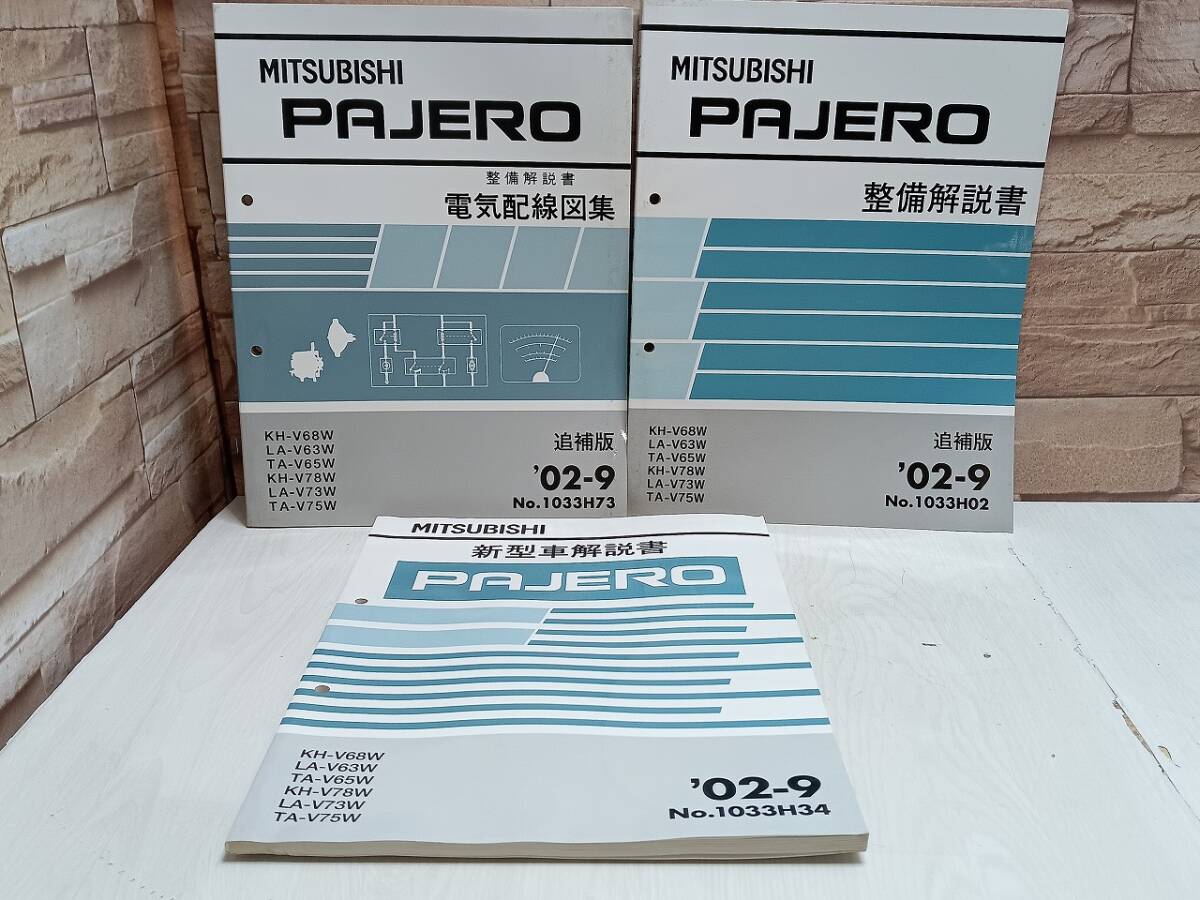 MITSUBISHI
PAJERO
整備解説書
電気配線図集
KH-V68W
LA-V63W
TA-V65W
KH-V78W
LA-V73W
TA-V75W
追補版
'02-9
No.1033H73
MITSUBISHI
PAJERO
整備解説書
KH-V68W
LA-V63W
TA-V65W
KH-V78W
LA-V73W
TA-V75W
追補版
'02-9
No.1033H02
MITSUBISHI
新型車解説書
PAJERO
KH-V68W
LA-V63W
TA-V65W
KH-V78W
LA-V73W
TA-V75W
'02-9
No.1033H34